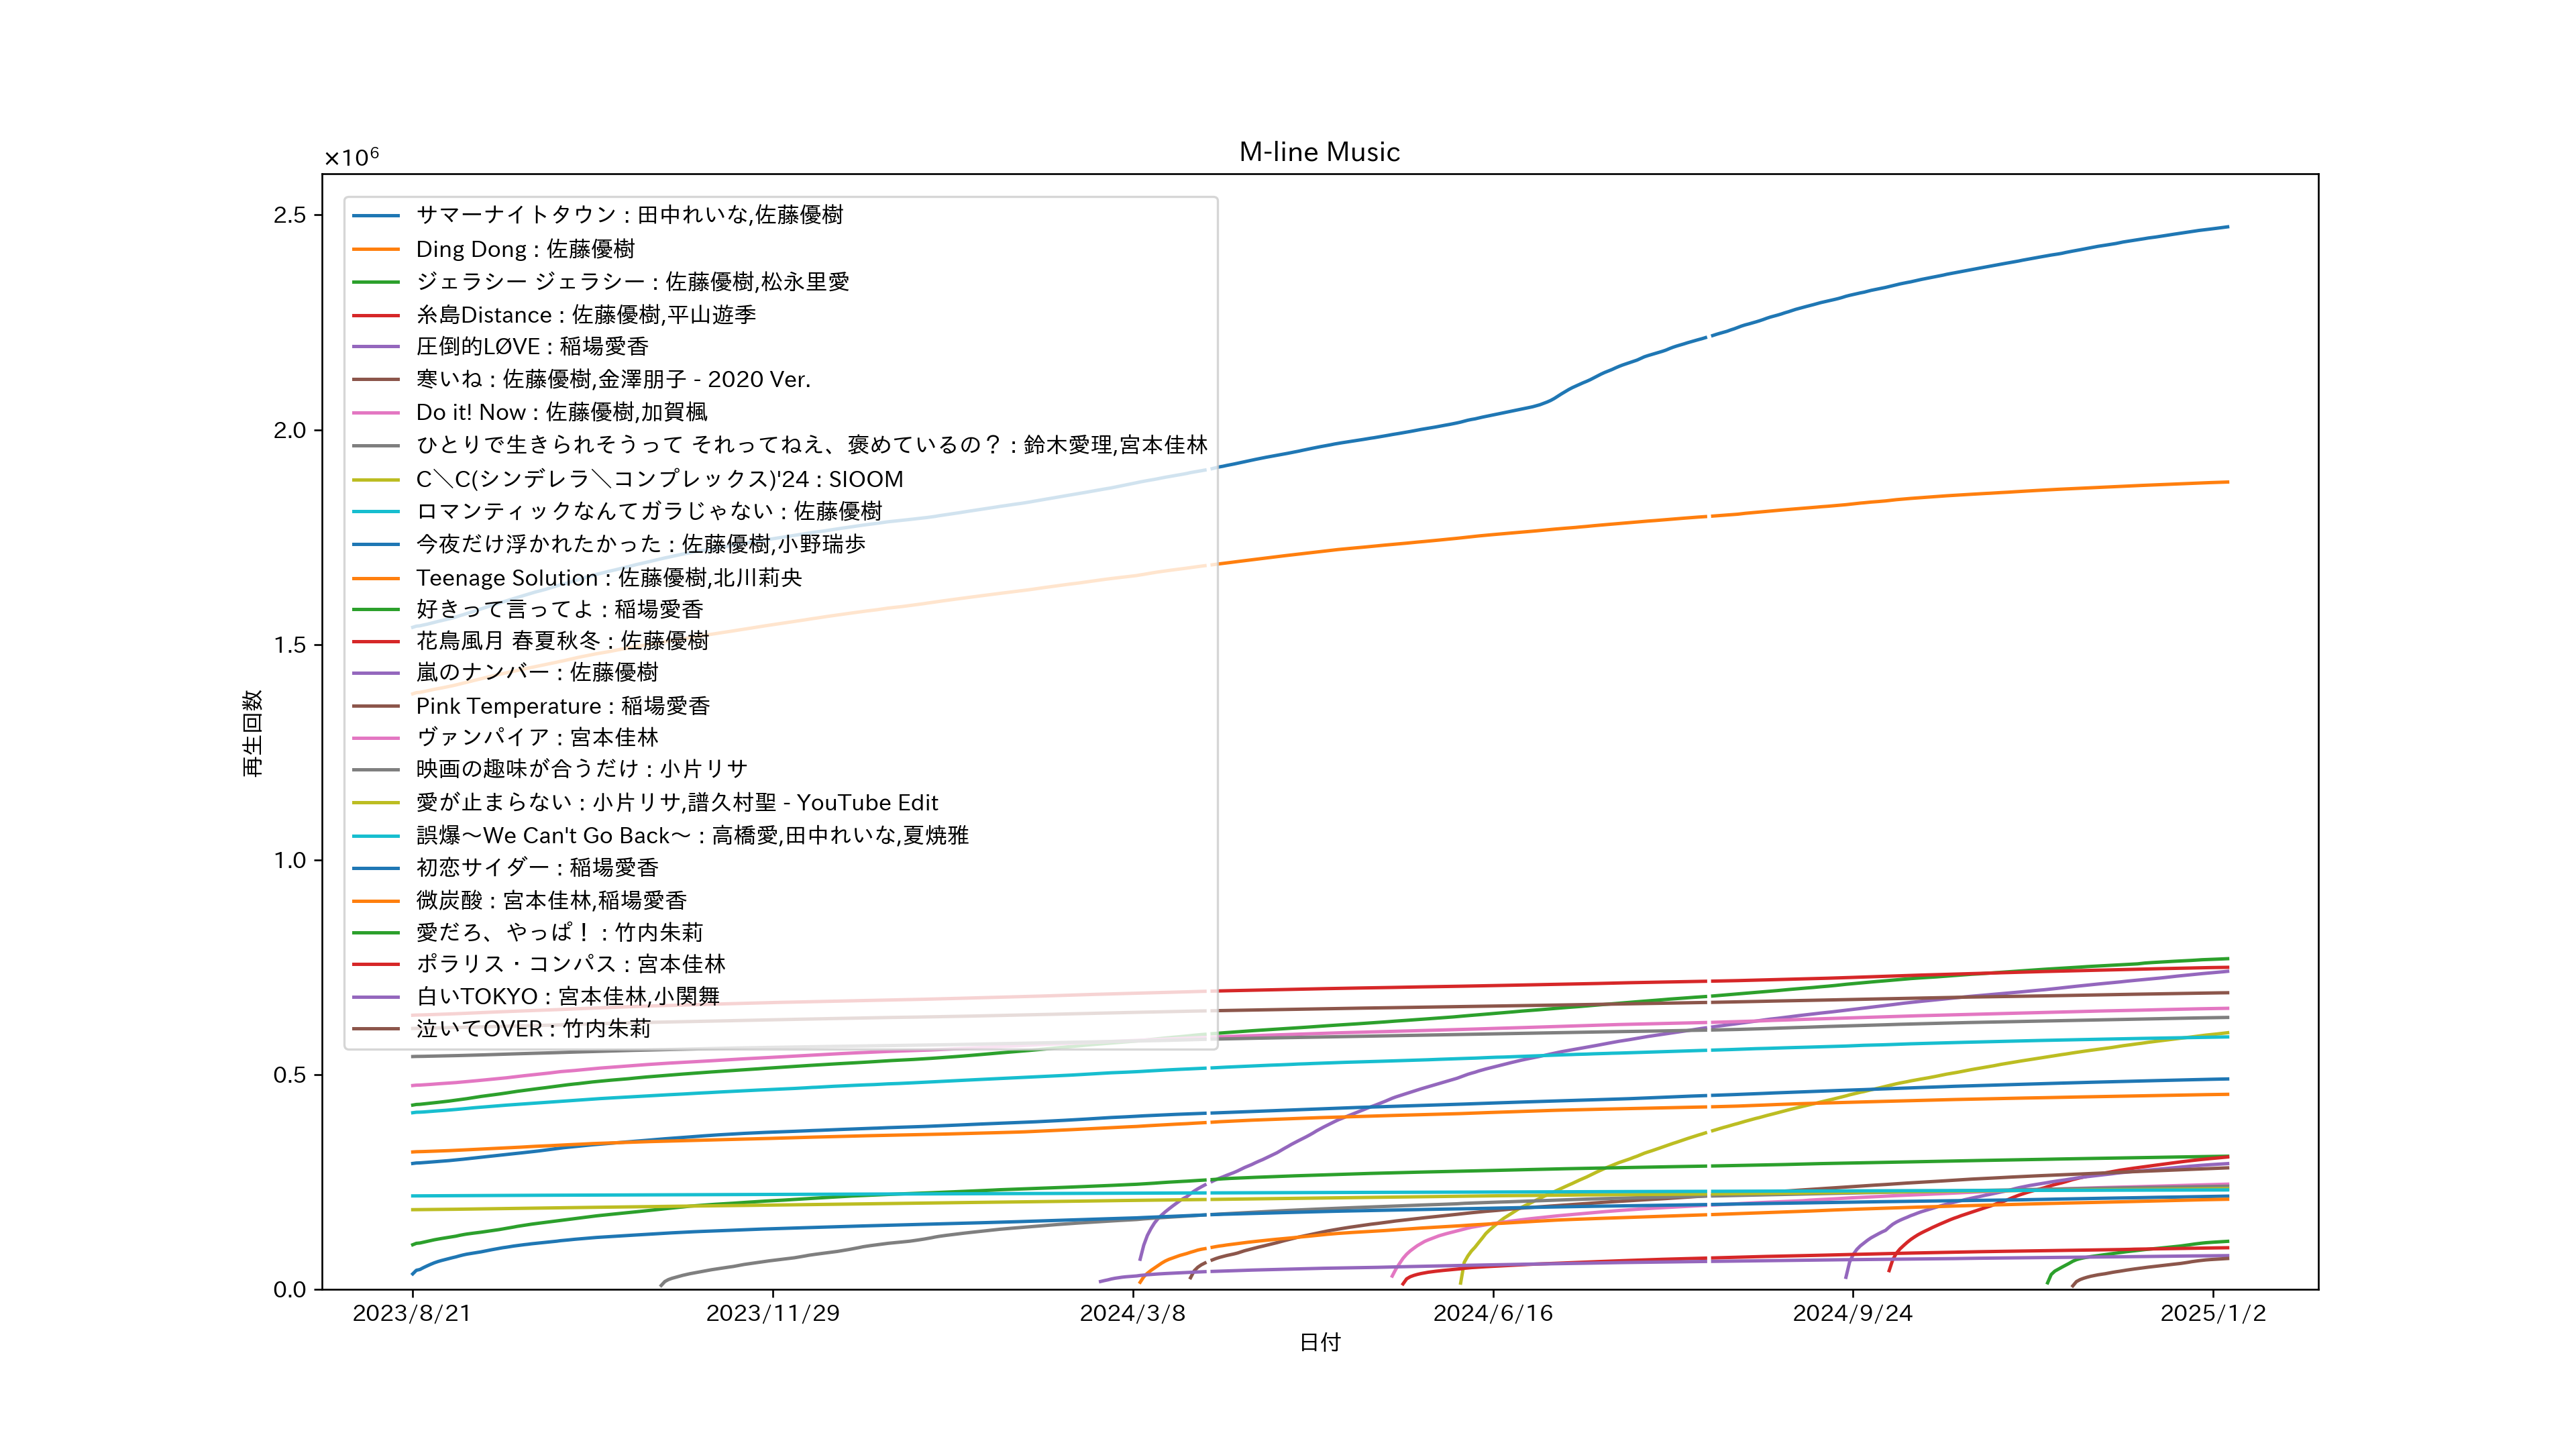 M-line Music
×10⁶
2.5
2.0
1.5
1.0
0.5
0.0
再生回数
サマーナイトタウン : 田中れいな,佐藤優樹
Ding Dong : 佐藤優樹
ジェラシー ジェラシー : 佐藤優樹,松永里愛
糸島Distance : 佐藤優樹,平山遊季
圧倒的LØVE : 稲場愛香
寒いね : 佐藤優樹,金澤朋子 - 2020 Ver.
Do it! Now : 佐藤優樹,加賀楓
ひとりで生きられそうって それってねえ、褒めているの？ : 鈴木愛理,宮本佳林
C＼C(シンデレラ＼コンプレックス)'24 : SIOOM
ロマンティックなんてガラじゃない : 佐藤優樹
今夜だけ浮かれたかった : 佐藤優樹,小野瑞歩
Teenage Solution : 佐藤優樹,北川莉央
好きって言ってよ : 稲場愛香
花鳥風月 春夏秋冬 : 佐藤優樹
嵐のナンバー : 佐藤優樹
Pink Temperature : 稲場愛香
ヴァンパイア : 宮本佳林
映画の趣味が合うだけ : 小片リサ
愛が止まらない : 小片リサ,譜久村聖 - YouTube Edit
誤爆～We Can't Go Back～ : 高橋愛,田中れいな,夏焼雅
初恋サイダー : 稲場愛香
微炭酸 : 宮本佳林,稲場愛香
愛だろ、やっぱ！ : 竹内朱莉
ポラリス・コンパス : 宮本佳林
白いTOKYO : 宮本佳林,小関舞
泣いてOVER : 竹内朱莉
2023/8/21
2023/11/29
2024/3/8
2024/6/16
2024/9/24
2025/1/2
日付